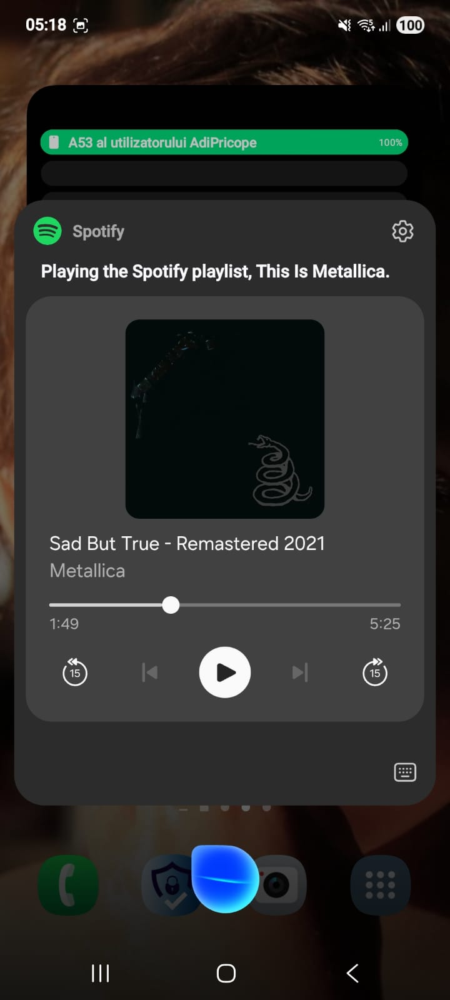 05:18
100
A53 al utilizatorului AdiPricope
100%
Spotify
Playing the Spotify playlist, This Is Metallica.
Sad But True - Remastered 2021
Metallica
1:49
5:25
15
15